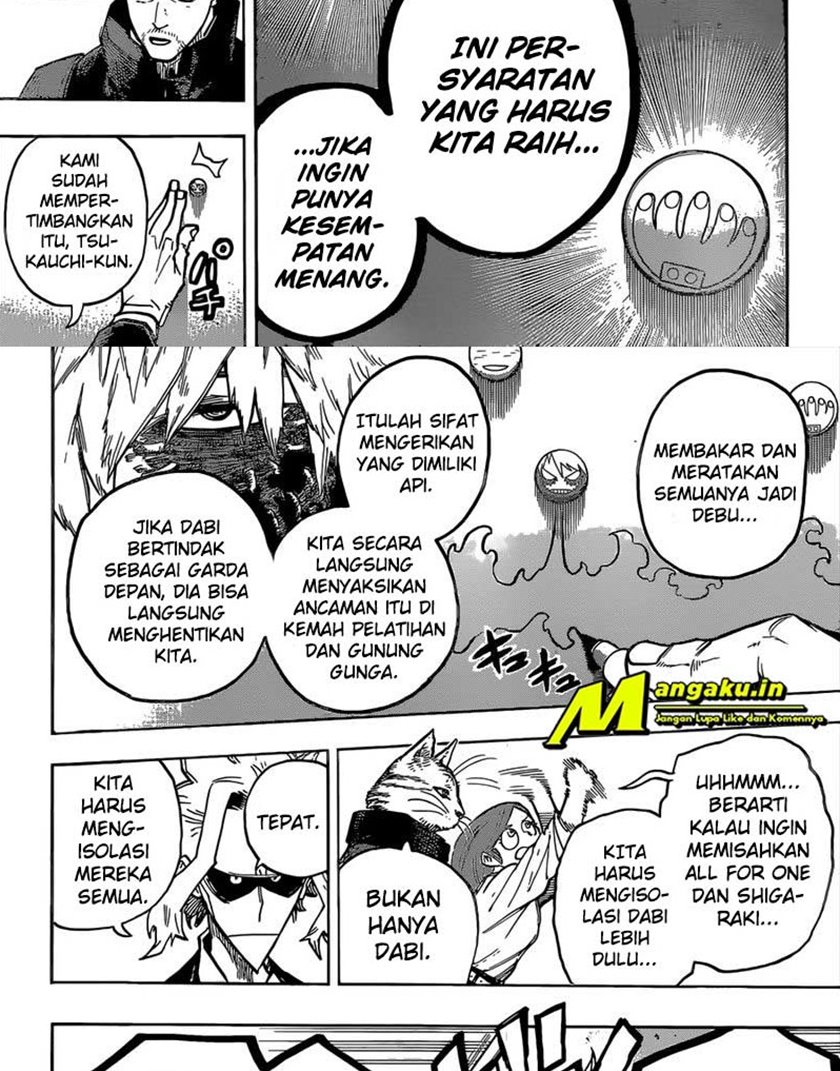 INI PER-
SYARATAN
YANG HARUS
KITA RAIH...
...JIKA
INGIN
PUNYA
KESEM-
PATAN
MENANG.
KAMI
SUDAH
MEMPER-
TIMBANGKAN
ITU, TSU-
KAUCHI-KUN.
MEMBAKAR DAN
MERATAKAN
SEMUANYA JADI
DEBU...
ITULAH SIFAT
MENGERIKAN
YANG DIMILIKI
API.
KITA SECARA
LANGSUNG
MENYAKSIKAN
ANCAMAN ITU DI
KEMAH PELATIHAN
DAN GUNUNG
GUNGA.
JIKA DABI
BERTINDAK
SEBAGAI GARDA
DEPAN, DIA BISA
LANGSUNG
MENGHENTIKAN
KITA.
キュキュ
Mangaku.in
Jangan Lupa Like dan Komennya
UHHMMM...
BERARTI
KALAU INGIN
MEMISAHKAN
ALL FOR ONE
DAN SHIGA-
RAKI...
KITA
HARUS
MENGISO-
LASI DABI
LEBIH
DULU...
BUKAN
HANYA
DABI.
TEPAT.
KITA
HARUS
MENG-
ISOLASI
MEREKA
SEMUA.